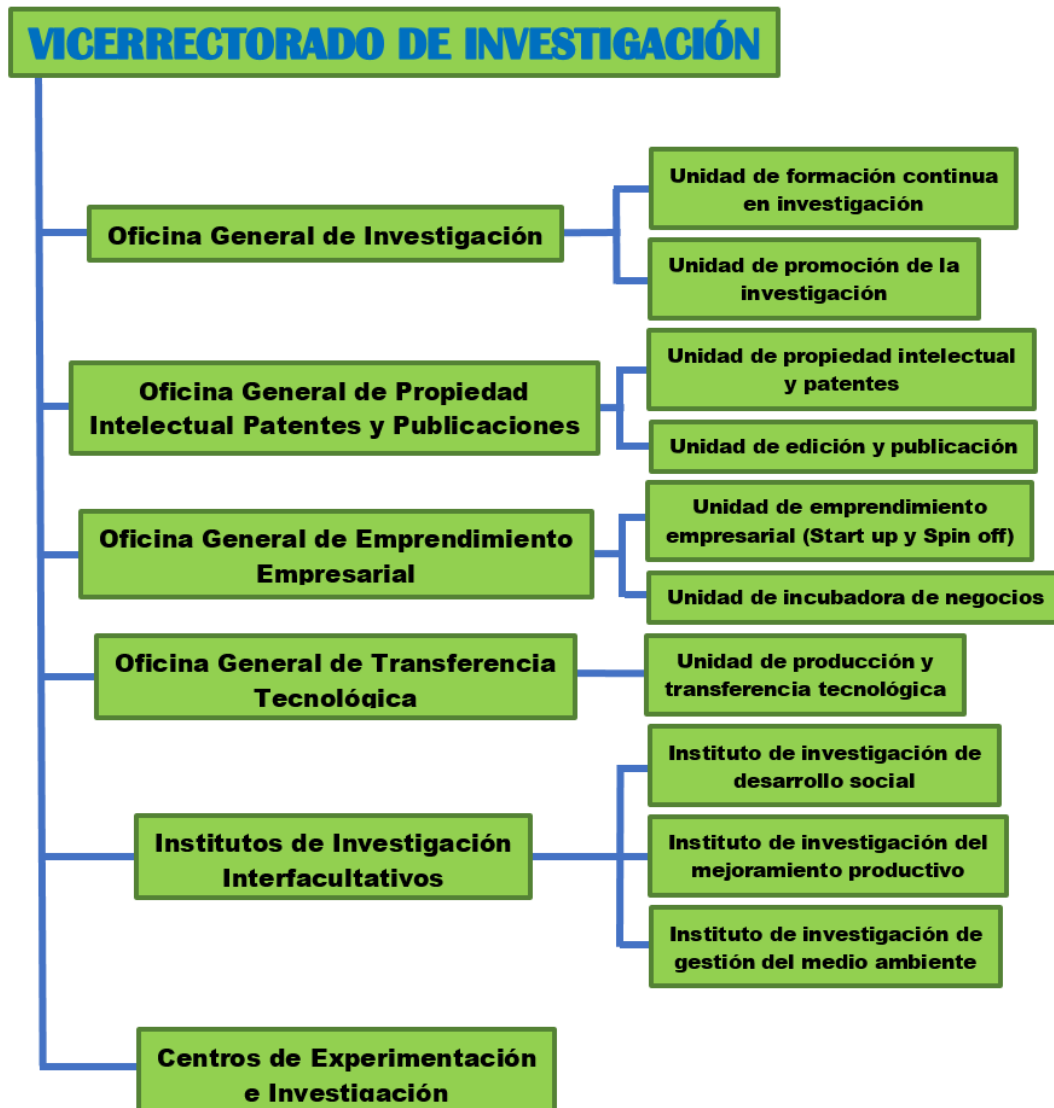 VICERRECTORADO DE INVESTIGACIÓN
Oficina General de Investigación
Unidad de formación continua
en investigación
Unidad de promoción de la
investigación
Oficina General de Propiedad
Intelectual Patentes y Publicaciones
Unidad de propiedad intelectual
y patentes
Unidad de edición y publicación
Oficina General de Emprendimiento
Empresarial
Unidad de emprendimiento
empresarial (Start up y Spin off)
Unidad de incubadora de negocios
Oficina General de Transferencia
Tecnológica
Unidad de producción y
transferencia tecnológica
Institutos de Investigación
Interfacultativos
Instituto de investigación de
desarrollo social
Instituto de investigación del
mejoramiento productivo
Instituto de investigación de
gestión del medio ambiente
Centros de Experimentación
e Investigación